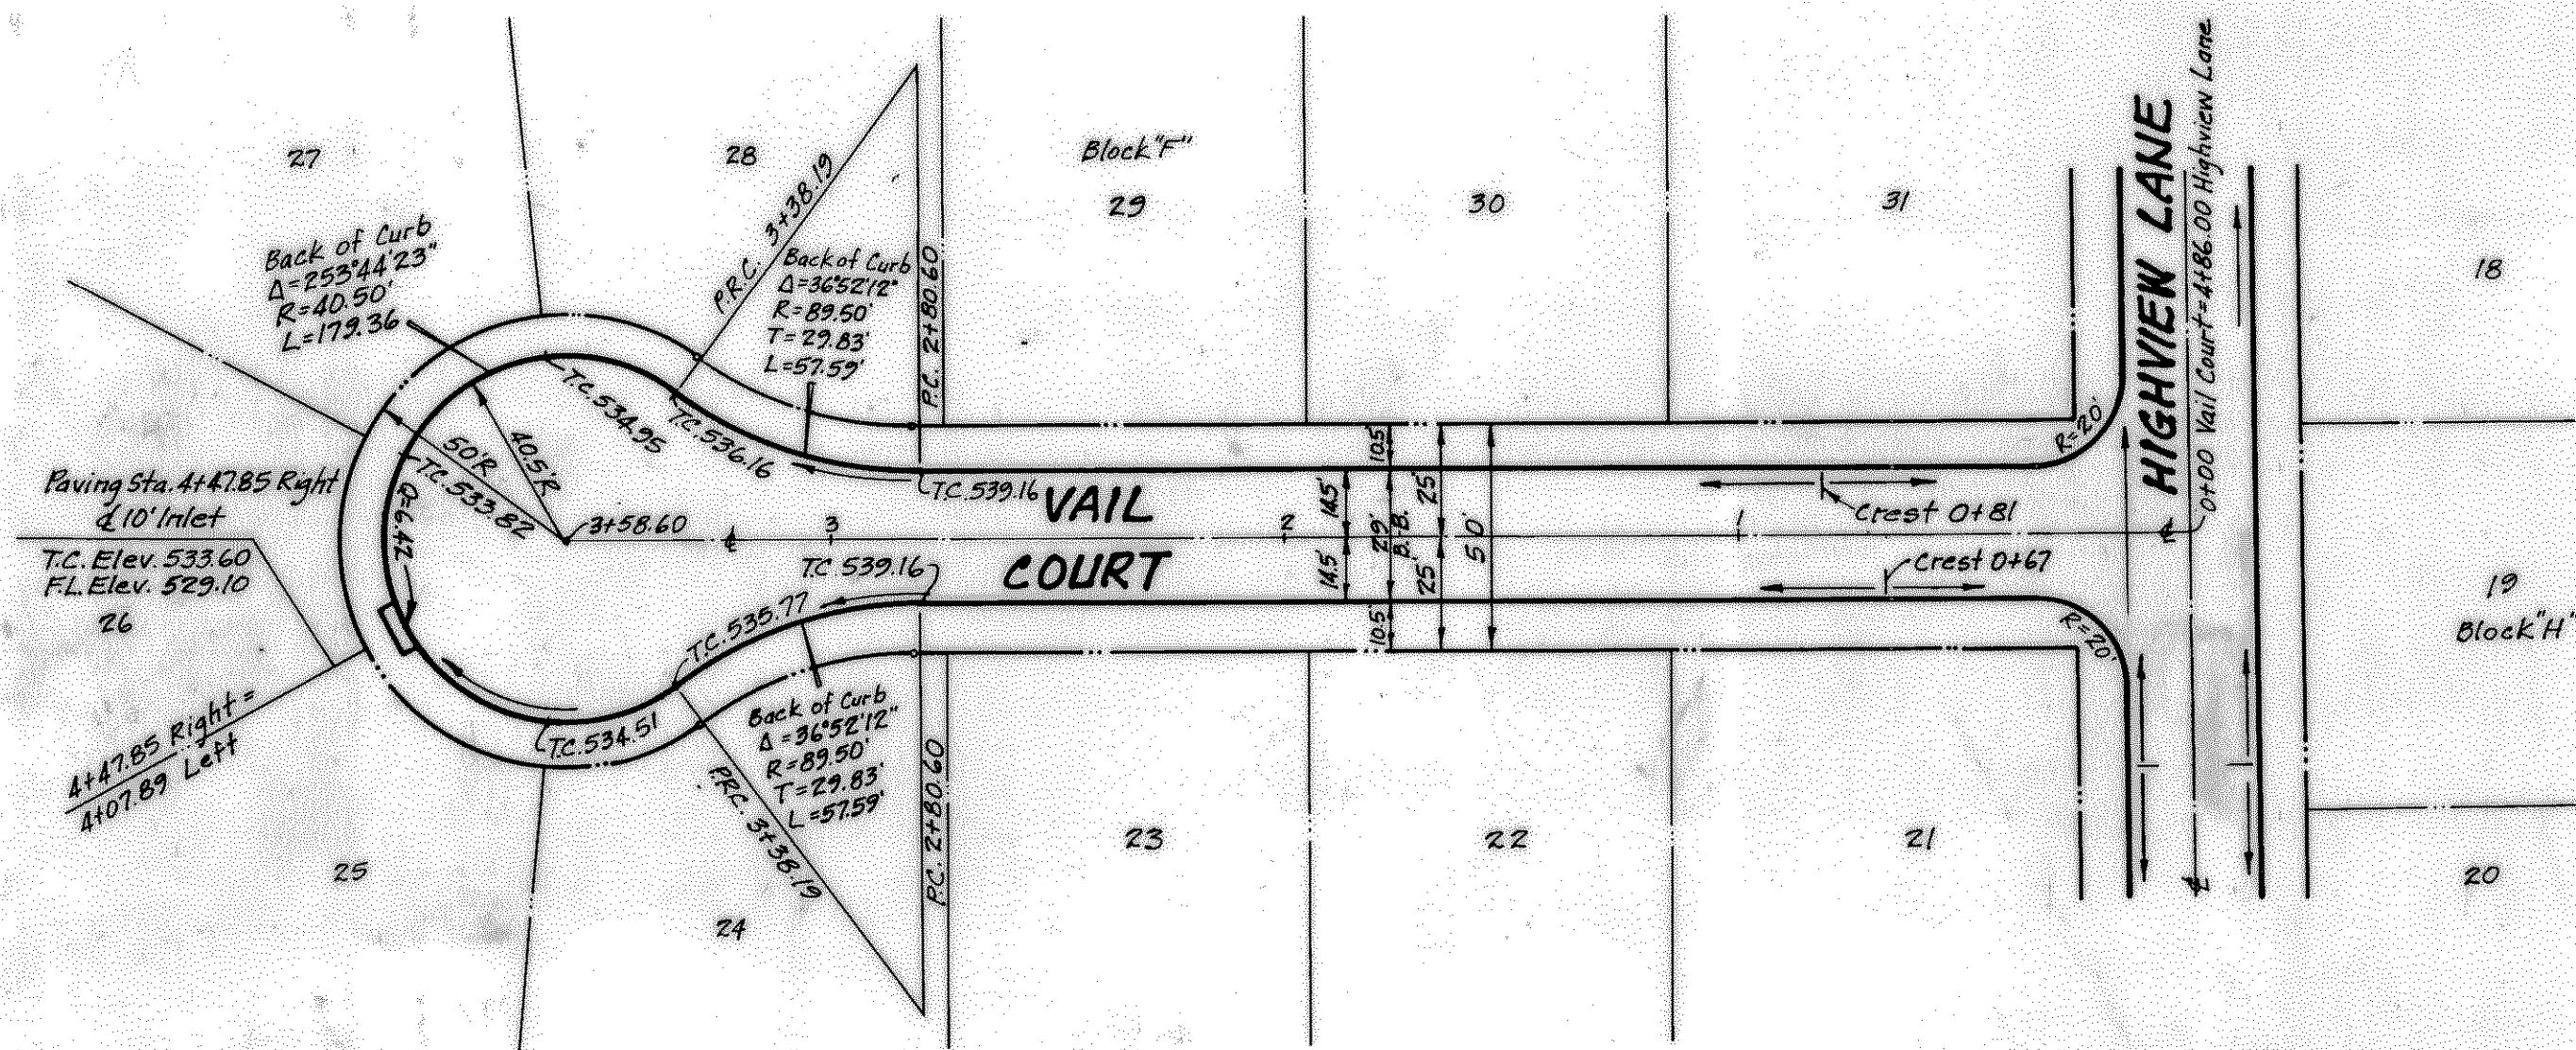 27
28
Block "F"
29
30
31
18
Back of Curb
Δ=253°44'23"
R=40.50'
L=179.36
P.R.C. 3+38.19
Back of Curb
Δ=36°52'12"
R=89.50'
T=29.83'
L=57.59'
P.C. 2+80.60
HIGHVIEW LANE
0+00 Vail Court=4+86.00 Highview Lane
R=20'
T.C. 534.95
T.C. 536.16
50'R
40.5'R
T.C. 533.82
Q=6.42
3+58.60
℄
3
2
1
℄
T.C. 539.16
VAIL
COURT
T.C. 539.16
10.5'
14.5'
14.5'
29'
B.-B.
10.5'
25'
25'
50'
Crest 0+81
Crest 0+67
Paving Sta. 4+47.85 Right
℄ 10' Inlet
T.C. Elev. 533.60
F.L. Elev. 529.10
26
4+47.85 Right =
4+07.89 Left
T.C. 535.77
T.C. 534.51
Back of Curb
Δ=36°52'12"
R=89.50'
T=29.83'
L=57.59'
P.R.C. 3+38.19
P.C. 2+80.60
R=20'
℄
19
Block "H"
25
24
23
22
21
20